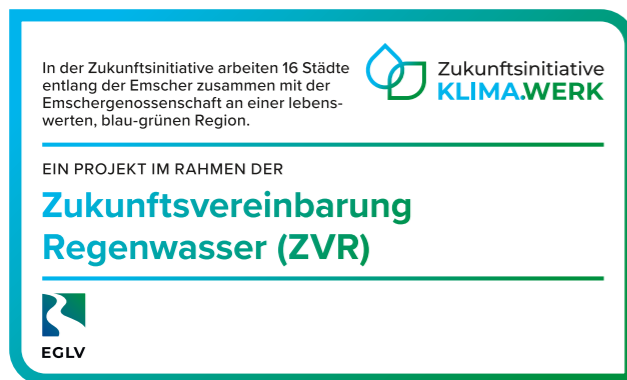 In der Zukunftsinitiative arbeiten 16 Städte
entlang der Emscher zusammen mit der
Emschergenossenschaft an einer lebens-
werten, blau-grünen Region.
Zukunftsinitiative
KLIMA.WERK
EIN PROJEKT IM RAHMEN DER
Zukunftsvereinbarung
Regenwasser (ZVR)
EGLV